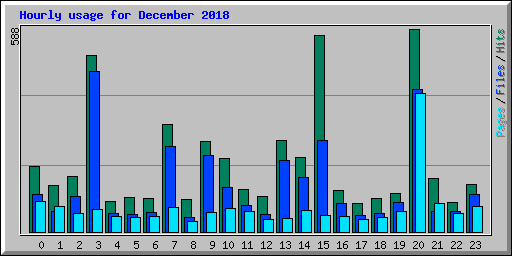 Hourly usage for December 2018
588
Pages / Files / Hits
0 1 2 3 4 5 6 7 8 9 10 11 12 13 14 15 16 17 18 19 20 21 22 23